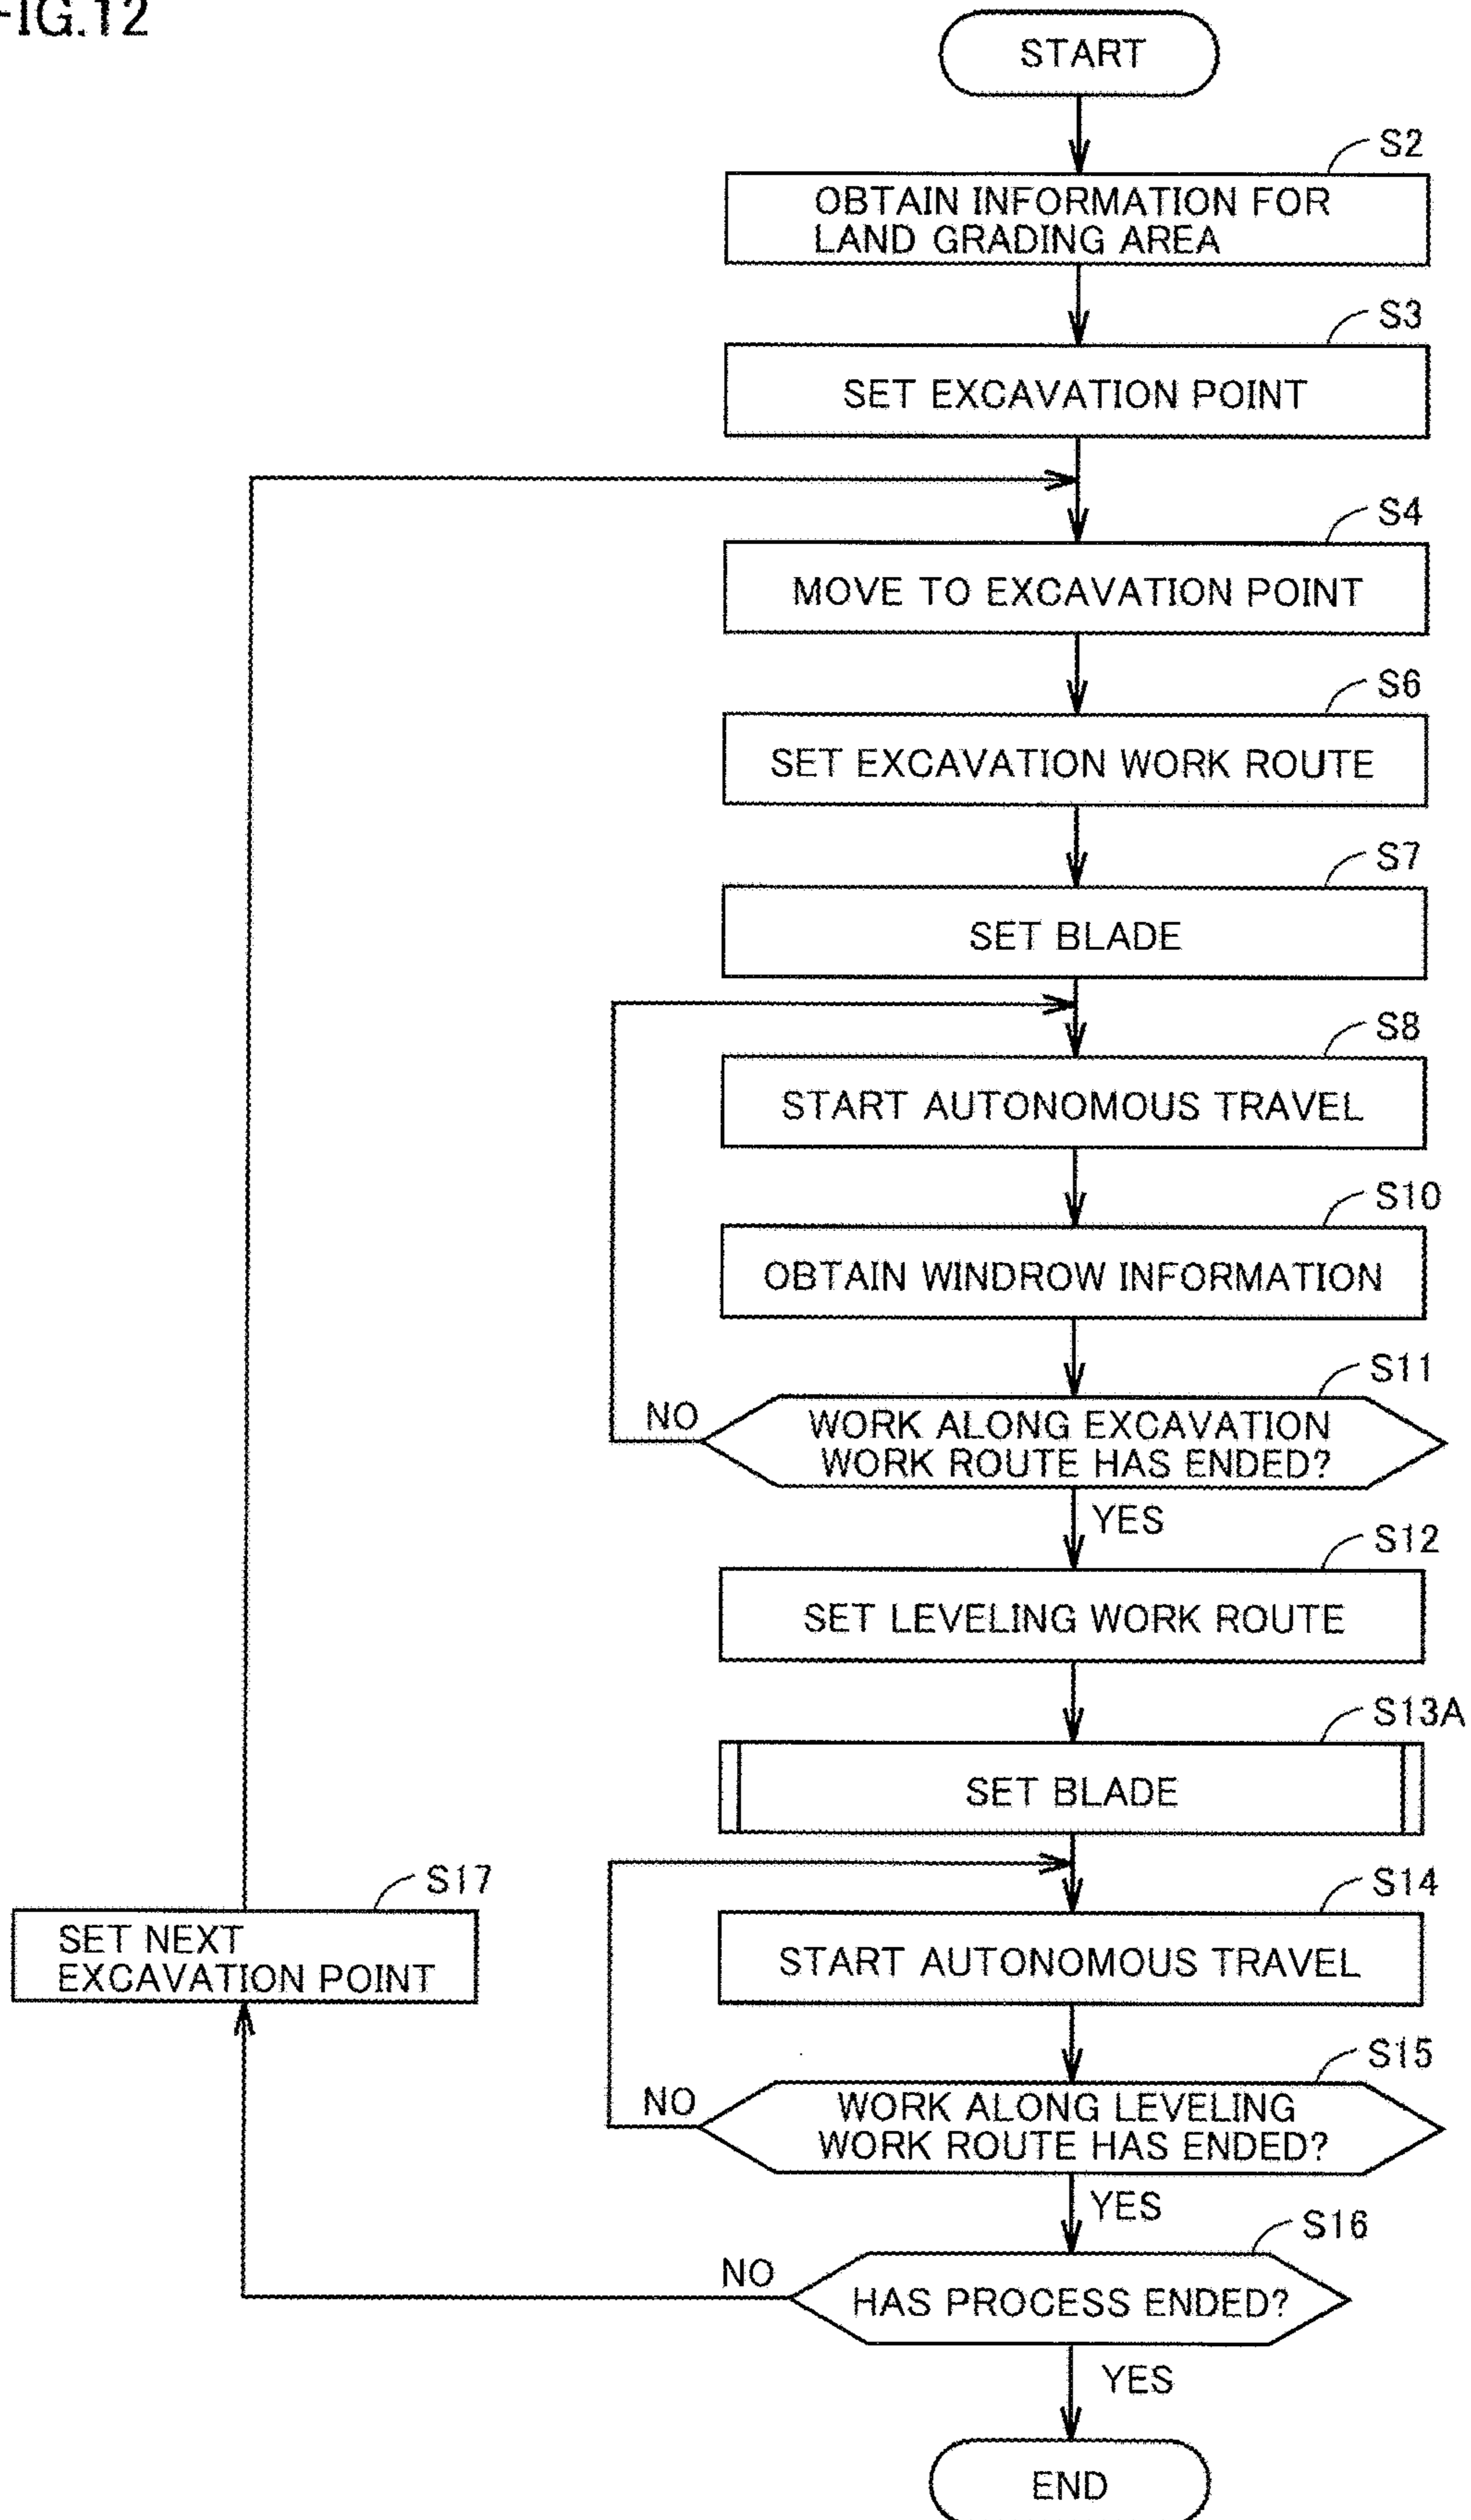 FIG.12
START
S2
OBTAIN INFORMATION FOR
LAND GRADING AREA
S3
SET EXCAVATION POINT
S4
MOVE TO EXCAVATION POINT
S6
SET EXCAVATION WORK ROUTE
S7
SET BLADE
S8
START AUTONOMOUS TRAVEL
S10
OBTAIN WINDROW INFORMATION
S11
NO
WORK ALONG EXCAVATION
WORK ROUTE HAS ENDED?
YES
S12
SET LEVELING WORK ROUTE
S13A
SET BLADE
S17
SET NEXT
EXCAVATION POINT
S14
START AUTONOMOUS TRAVEL
S15
NO
WORK ALONG LEVELING
WORK ROUTE HAS ENDED?
YES
S16
NO
HAS PROCESS ENDED?
YES
END